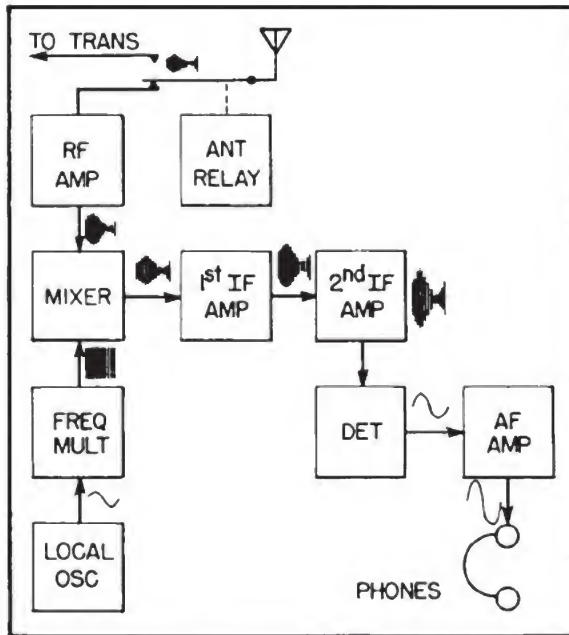 TO TRANS
RF
AMP
ANT
RELAY
MIXER
1st IF
AMP
2nd IF
AMP
FREQ
MULT
DET
AF
AMP
LOCAL
OSC
PHONES